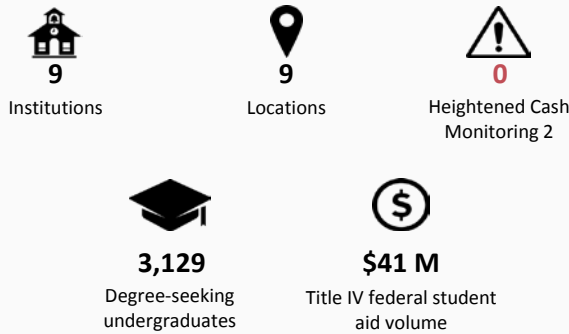 9
Institutions
9
Locations
0
Heightened Cash
Monitoring 2
3,129
Degree-seeking
undergraduates
$41 M
Title IV federal student
aid volume